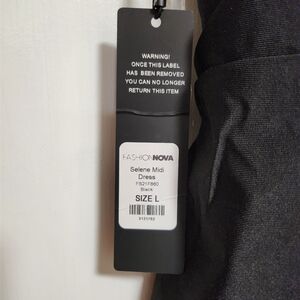 WARNING!
ONCE THIS LABEL
HAS BEEN REMOVED
YOU CAN NO LONGER
RETURN THIS ITEM
FASHIONNOVA
Selene Midi
Dress
Black
SIZE L